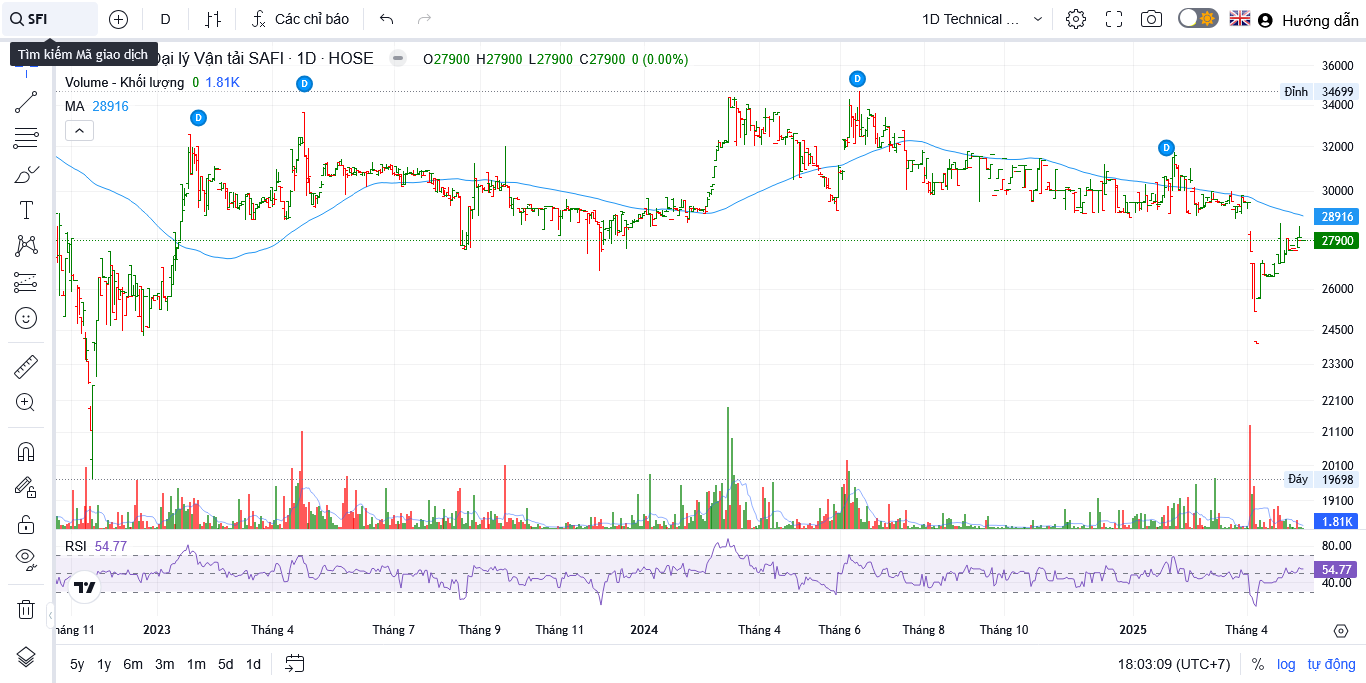 SFI D Các chỉ báo 1D Technical ... Hướng dẫn
Tìm kiếm Mã giao dịch
ại lý Vận tải SAFI · 1D · HOSE O27900 H27900 L27900 C27900 0 (0.00%)
Volume - Khối lượng 0 1.81K
MA 28916
D
D
D
D
36000
Đỉnh 34699
34000
32000
30000
28916
27900
26000
24500
23300
22100
21100
20100
Đáy 19698
19100
1.81K
RSI 54.77
80.00
54.77
40.00
háng 11 2023 Tháng 4 Tháng 7 Tháng 9 Tháng 11 2024 Tháng 4 Tháng 6 Tháng 8 Tháng 10 2025 Tháng 4
5y 1y 6m 3m 1m 5d 1d 18:03:09 (UTC+7) % log tự động